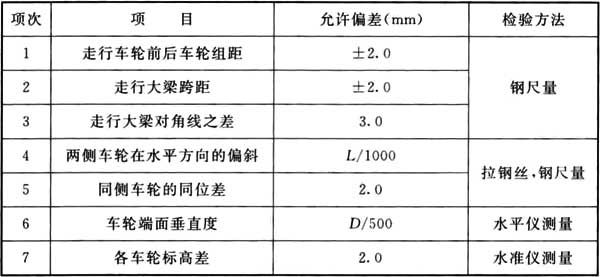 项次 项 目 允许偏差(mm) 检验方法
1 走行车轮前后车轮组距 ±2.0 钢尺量
2 走行大梁跨距 ±2.0
3 走行大梁对角线之差 3.0
4 两侧车轮在水平方向的偏斜 L/1000 拉钢丝,钢尺量
5 同侧车轮的同位差 2.0
6 车轮端面垂直度 D/500 水平仪测量
7 各车轮标高差 2.0 水准仪测量